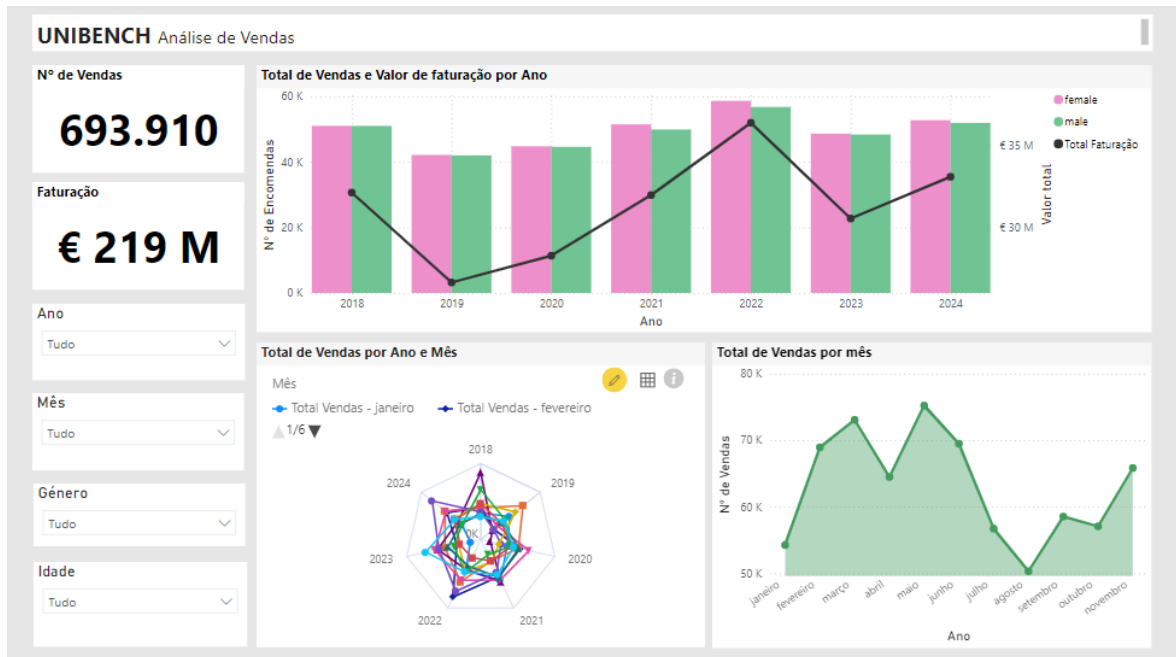 UNIBENCH Análise de Vendas
Nº de Vendas
693.910
Faturação
€ 219 M
Ano
Tudo
Mês
Tudo
Género
Tudo
Idade
Tudo
Total de Vendas e Valor de faturação por Ano
60 K
40 K
20 K
0 K
Nº de Encomendas
2018 2019 2020 2021 2022 2023 2024
Ano
€ 35 M
€ 30 M
Valor total
female
male
Total Faturação
Total de Vendas por Ano e Mês
Mês
Total Vendas - janeiro Total Vendas - fevereiro
1/6
2018
2024 2019
0K
2023 2020
2022 2021
Total de Vendas por mês
80 K
70 K
60 K
50 K
Nº de Vendas
janeiro fevereiro março abril maio junho julho agosto setembro outubro novembro
Ano